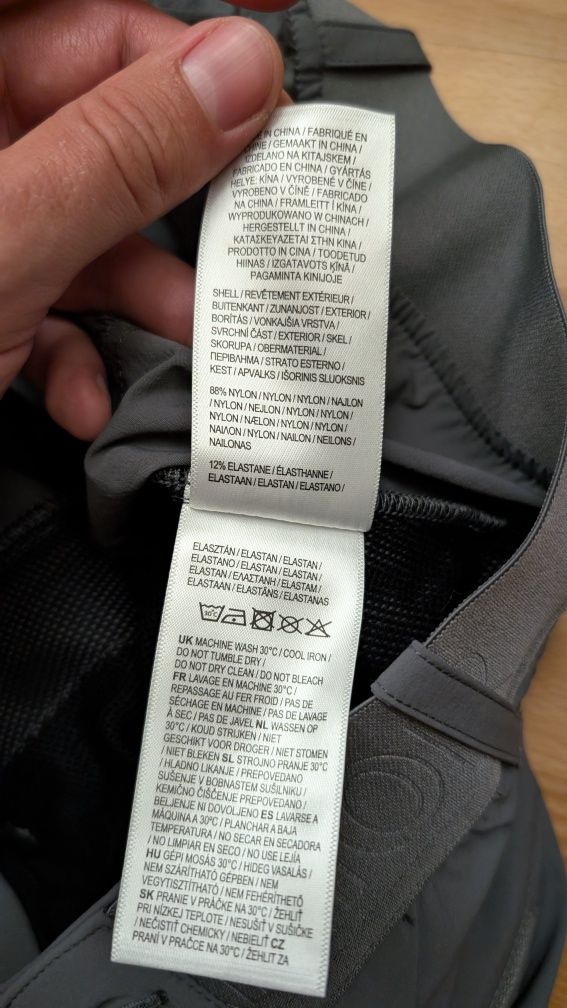 IN CHINA / FABRIQUÉ EN
CHINE / GEMAAKT IN CHINA /
IZDELANO NA KITAJSKEM /
FABRICADO EN CHINA / GYÁRTÁS
HELYE: KÍNA / VYROBENÉ V ČÍNE /
VYROBENO V ČÍNĚ / FABRICADO
NA CHINA / FRAMLEITT Í KÍNA /
WYPRODUKOWANO W CHINACH /
HERGESTELLT IN CHINA /
ΚΑΤΑΣΚΕΥΑΖΕΤΑΙ ΣΤΗΝ ΚΙΝΑ /
PRODOTTO IN CINA / TOODETUD
HIINAS / IZGATAVOTS ĶĪNĀ /
PAGAMINTA KINIJOJE
SHELL / REVÊTEMENT EXTÉRIEUR /
BUITENKANT / ZUNANJOST / EXTERIOR /
BORÍTÁS / VONKAJŠIA VRSTVA /
SVRCHNÍ ČÁST / EXTERIOR / SKEL /
SKORUPA / OBERMATERIAL /
ΠΕΡΙΒΛΗΜΑ / STRATO ESTERNO /
KEST / APVALKS / IŠORINIS SLUOKSNIS
88% NYLON / NYLON / NYLON / NAJLON
/ NYLON / NEJLON / NYLON / NYLON /
NYLON / NÆLON / NYLON / NYLON /
ΝΑΙΛΟΝ / NYLON / NAILON / NEILONS /
NAILONAS
12% ELASTANE / ÉLASTHANNE /
ELASTAAN / ELASTAN / ELASTANO /
ELASZTÁN / ELASTAN / ELASTAN /
ELASTANO / ELASTAN / ELASTAN /
ELASTAN / ΕΛΑΣΤΑΝΗ / ELASTAM /
ELASTAAN / ELASTĀNS / ELASTANAS
30°C
UK MACHINE WASH 30°C / COOL IRON /
DO NOT TUMBLE DRY /
DO NOT DRY CLEAN / DO NOT BLEACH
FR LAVAGE EN MACHINE 30°C /
REPASSAGE AU FER FROID / PAS DE
SÉCHAGE EN MACHINE / PAS DE LAVAGE
À SEC / PAS DE JAVEL NL WASSEN OP
30°C / KOUD STRIJKEN / NIET
GESCHIKT VOOR DROGER / NIET STOMEN
/ NIET BLEKEN SL STROJNO PRANJE 30°C
/ HLADNO LIKANJE / PREPOVEDANO
SUŠENJE V BOBNASTEM SUŠILNIKU /
KEMIČNO ČIŠČENJE PREPOVEDANO /
BELJENJE NI DOVOLJENO ES LAVARSE A
MÁQUINA A 30°C / PLANCHAR A BAJA
TEMPERATURA / NO SECAR EN SECADORA
/ NO LIMPIAR EN SECO / NO USE LEJÍA
HU GÉPI MOSÁS 30°C / HIDEG VASALÁS /
NEM SZÁRÍTHATÓ GÉPBEN / NEM
VEGYTISZTÍTHATÓ / NEM FEHÉRÍTHETŐ
SK PRANIE V PRÁČKE NA 30°C / ŽEHLIŤ
PRI NÍZKEJ TEPLOTE / NESUŠIŤ V SUŠIČKE
/ NEČISTIŤ CHEMICKY / NEBIELIŤ CZ
PRANÍ V PRAČCE NA 30°C / ŽEHLIT ZA